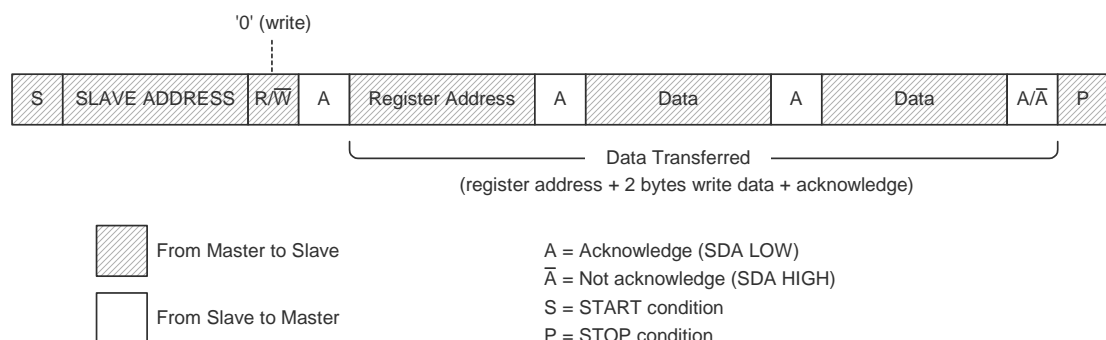 '0' (write)
S SLAVE ADDRESS R/W̅ A Register Address A Data A Data A/A̅ P
Data Transferred
(register address + 2 bytes write data + acknowledge)
From Master to Slave
From Slave to Master
A = Acknowledge (SDA LOW)
A̅ = Not acknowledge (SDA HIGH)
S = START condition
P = STOP condition